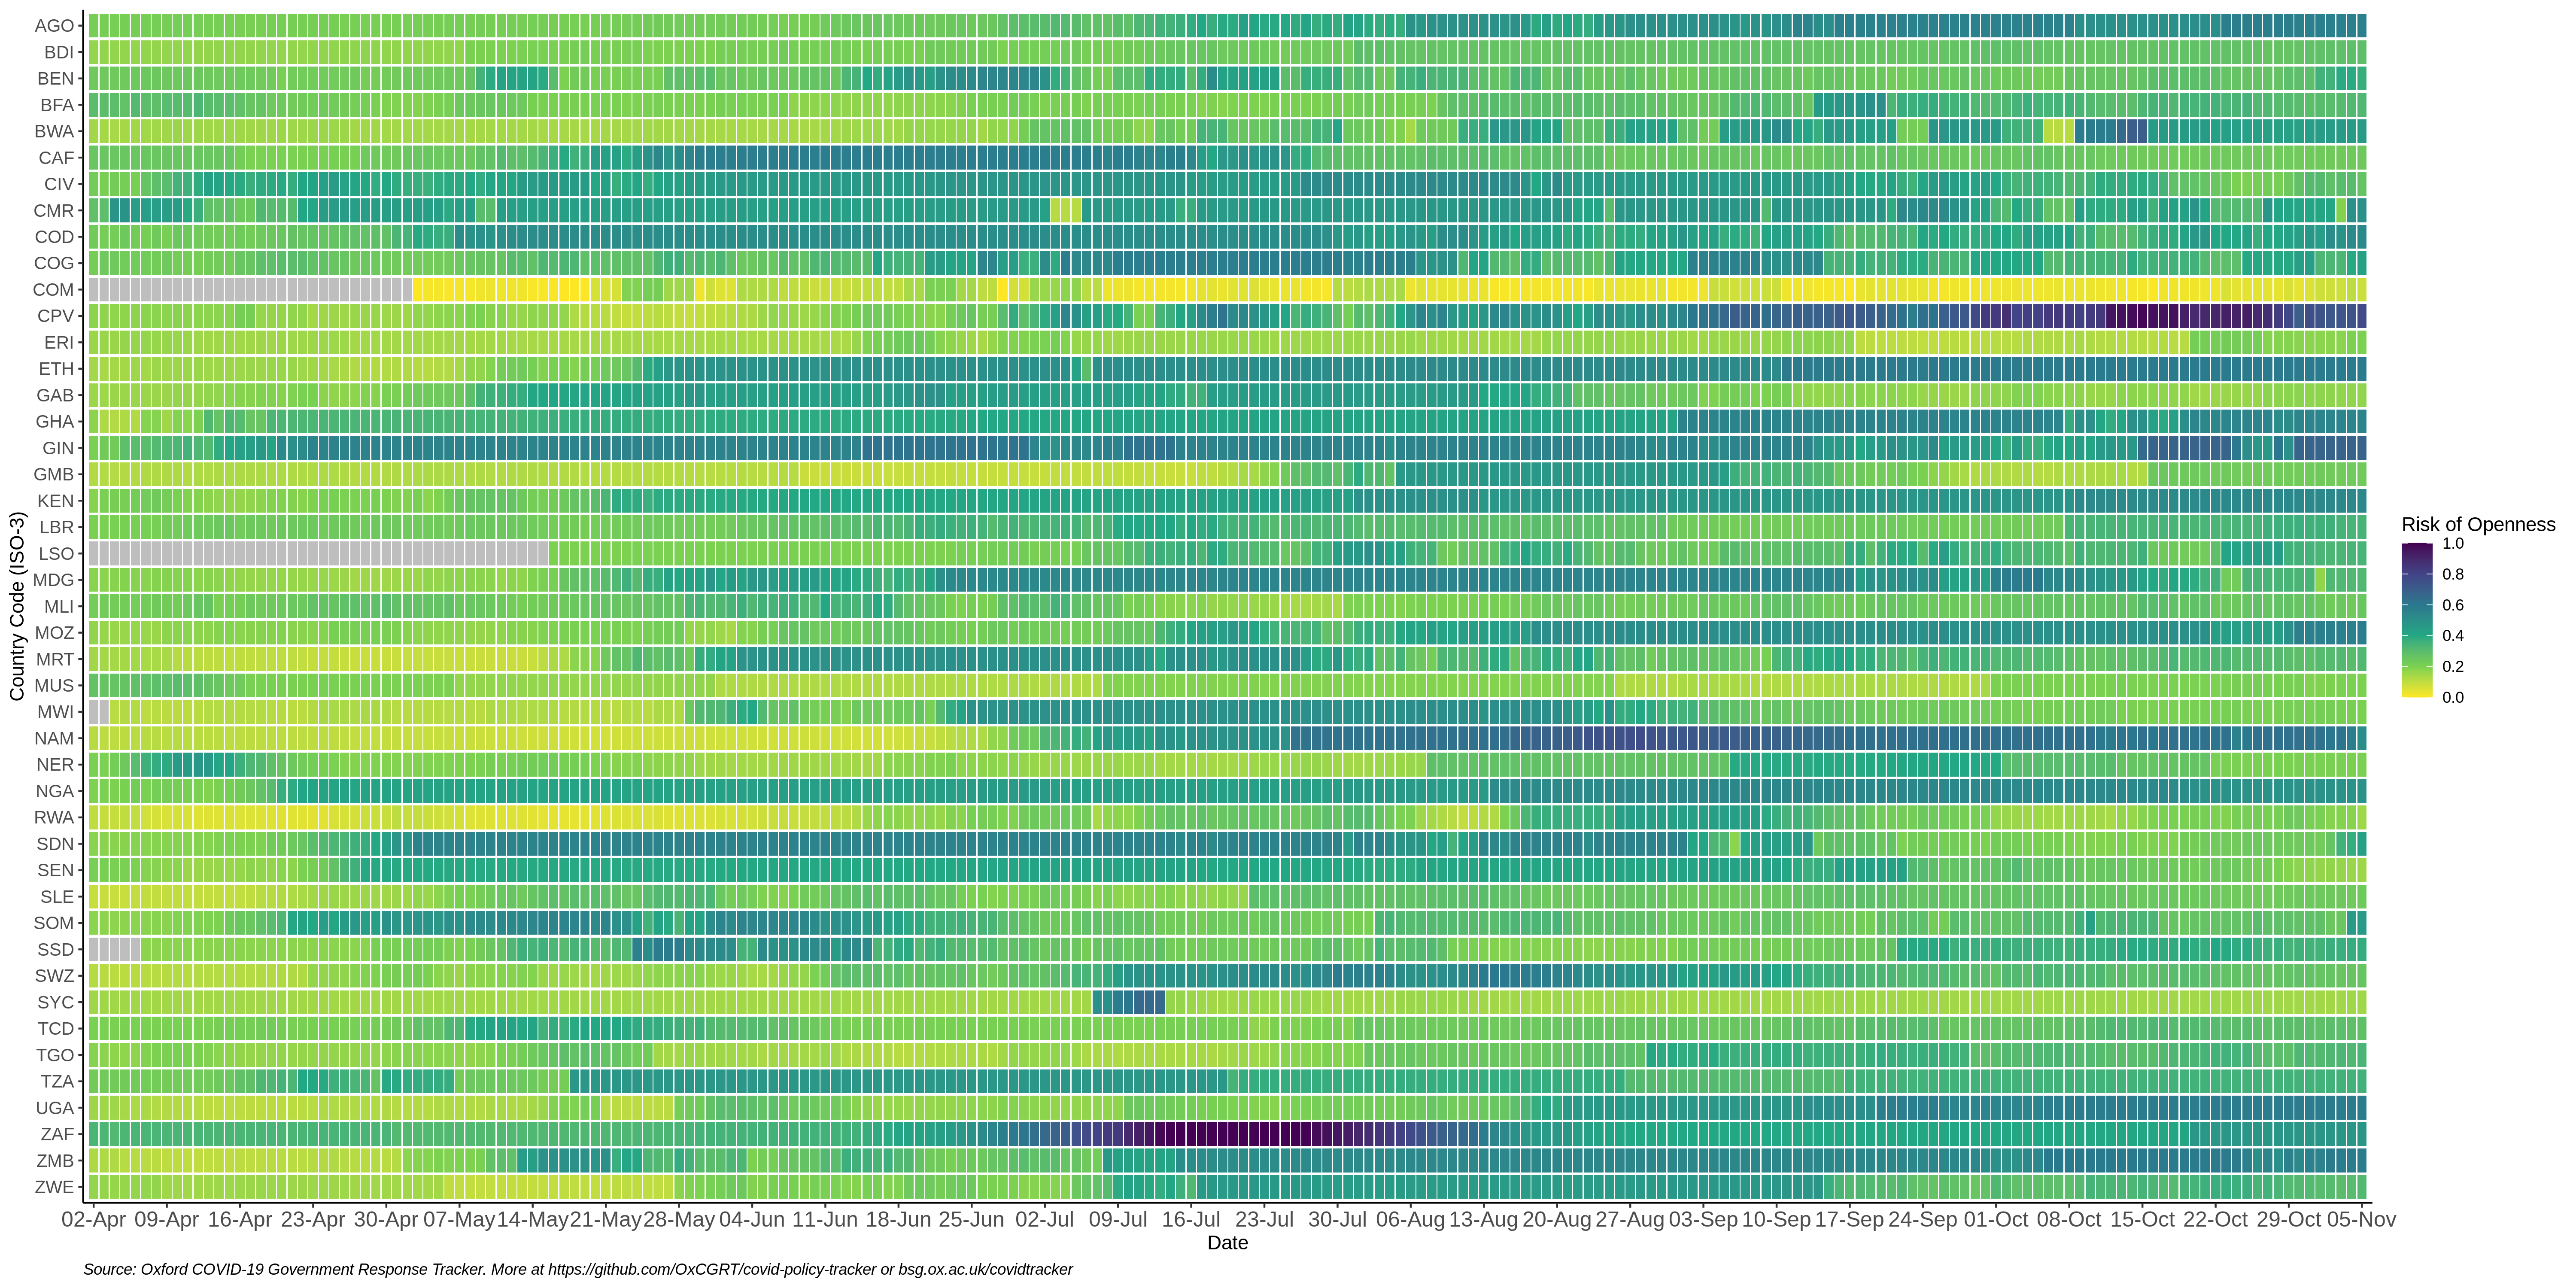 AGO
BDI
BEN
BFA
BWA
CAF
CIV
CMR
COD
COG
COM
CPV
ERI
ETH
GAB
GHA
GIN
GMB
KEN
LBR
LSO
MDG
MLI
MOZ
MRT
MUS
MWI
NAM
NER
NGA
RWA
SDN
SEN
SLE
SOM
SSD
SWZ
SYC
TCD
TGO
TZA
UGA
ZAF
ZMB
ZWE
Country Code (ISO-3)
02-Apr 09-Apr 16-Apr 23-Apr 30-Apr 07-May 14-May 21-May 28-May 04-Jun 11-Jun 18-Jun 25-Jun 02-Jul 09-Jul 16-Jul 23-Jul 30-Jul 06-Aug 13-Aug 20-Aug 27-Aug 03-Sep 10-Sep 17-Sep 24-Sep 01-Oct 08-Oct 15-Oct 22-Oct 29-Oct 05-Nov
Date
Risk of Openness
1.0
0.8
0.6
0.4
0.2
0.0
Source: Oxford COVID-19 Government Response Tracker. More at https://github.com/OxCGRT/covid-policy-tracker or bsg.ox.ac.uk/covidtracker